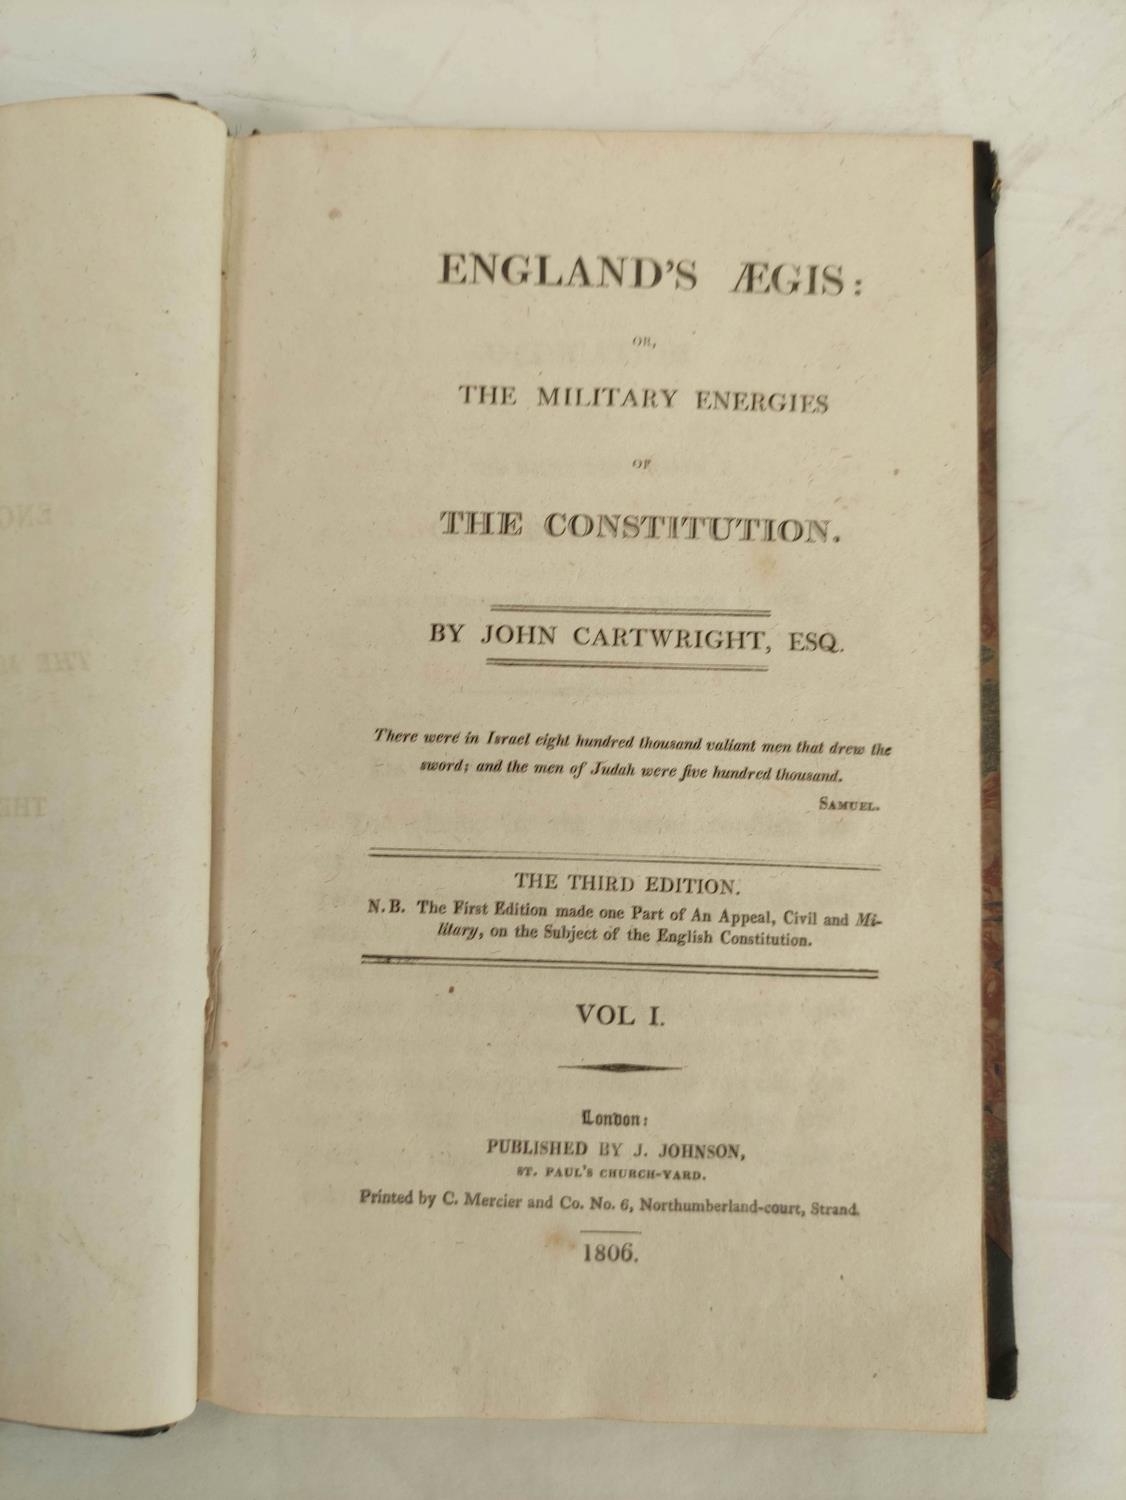 ENGLAND'S ÆGIS:
OR,
THE MILITARY ENERGIES
OF
THE CONSTITUTION.
BY JOHN CARTWRIGHT, ESQ.
There were in Israel eight hundred thousand valiant men that drew the
sword; and the men of Judah were five hundred thousand.
SAMUEL.
THE THIRD EDITION.
N.B. The First Edition made one Part of An Appeal, Civil and Mi-
litary, on the Subject of the English Constitution.
VOL I.
London:
PUBLISHED BY J. JOHNSON,
ST. PAUL'S CHURCH-YARD.
Printed by C. Mercier and Co. No. 6, Northumberland-court, Strand.
1806.